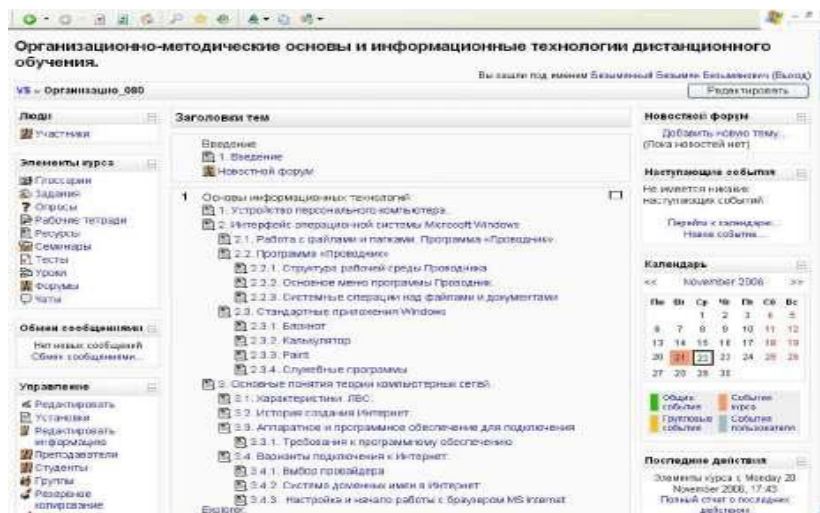 Организационно-методические основы и информационные технологии дистанционного
обучения.
Вы зашли под именем Безымянный Безымян Безымянович (Выход)
VS » Организацио_080
Редактировать
Люди
Участники
Элементы курса
Глоссарии
Задания
Опросы
Рабочие тетради
Ресурсы
Семинары
Тесты
Уроки
Форумы
Чаты
Обмен сообщениями
Нет новых сообщений
Обмен сообщениями...
Управление
Редактировать
Установки
Редактировать
информацию
Преподаватели
Студенты
Группы
Резервное
копирование
Заголовки тем
Введение
1. Введение
Новостной форум
1 Основы информационных технологий
1. Устройство персонального компьютера.
2. Интерфейс операционной системы Microsoft Windows
2.1. Работа с файлами и папками. Программа «Проводник»
2.2. Программа «Проводник»
2.2.1. Структура рабочей среды Проводника
2.2.2. Основное меню программы Проводник.
2.2.3. Системные операции над файлами и документами
2.3. Стандартные приложения Windows
2.3.1. Блокнот
2.3.2. Калькулятор
2.3.3. Paint
2.3.4. Служебные программы
3. Основные понятия теории компьютерных сетей.
3.1. Характеристики ЛВС.
3.2. История создания Интернет.
3.3. Аппаратное и программное обеспечение для подключения
3.3.1. Требования к программному обеспечению
3.4. Варианты подключения к Интернет.
3.4.1. Выбор провайдера
3.4.2. Система доменных имен в Интернет
3.4.3. Настройка и начало работы с браузером MS Internet
Explorer.
Новостной форум
Добавить новую тему...
(Пока новостей нет)
Наступающие события
Не имеется никаких
наступающих событий
Перейти к календарю...
Новое событие...
Календарь
<< November 2006 >>
Пн Вт Ср Чт Пт Сб Вс
1 2 3 4 5
6 7 8 9 10 11 12
13 14 15 16 17 18 19
20 21 22 23 24 25 26
27 28 29 30
Общие события
События курса
Групповые события
События пользователя
Последние действия
Элементы курса с Monday 20
November 2006, 17:43
Полный отчет о последних
действиях